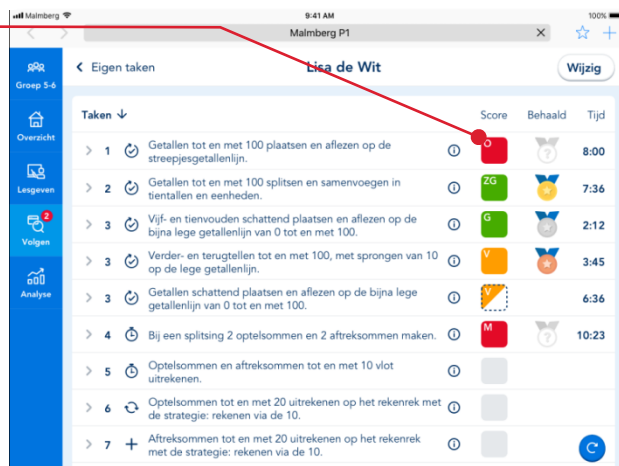 Malmberg 9:41 AM 100%
Malmberg P1
Groep 5-6
Eigen taken Lisa de Wit Wijzig
Overzicht
Lesgeven
2
Volgen
Analyse
Taken Score Behaald Tijd
1 Getallen tot en met 100 plaatsen en aflezen op de
streepjesgetallenlijn. O ? 8:00
2 Getallen tot en met 100 splitsen en samenvoegen in
tientallen en eenheden. ZG 7:36
3 Vijf- en tienvouden schattend plaatsen en aflezen op de
bijna lege getallenlijn van 0 tot en met 100. G 2:12
3 Verder- en terugtellen tot en met 100, met sprongen van 10
op de lege getallenlijn. V 3:45
3 Getallen schattend plaatsen en aflezen op de bijna lege
getallenlijn van 0 tot en met 100. V 6:36
4 Bij een splitsing 2 optelsommen en 2 aftreksommen maken. M ? 10:23
5 Optelsommen en aftreksommen tot en met 10 vlot
uitrekenen.
6 Optelsommen tot en met 20 uitrekenen op het rekenrek met
de strategie: rekenen via de 10.
7 Aftreksommen tot en met 20 uitrekenen op het rekenrek
met de strategie: rekenen via de 10.